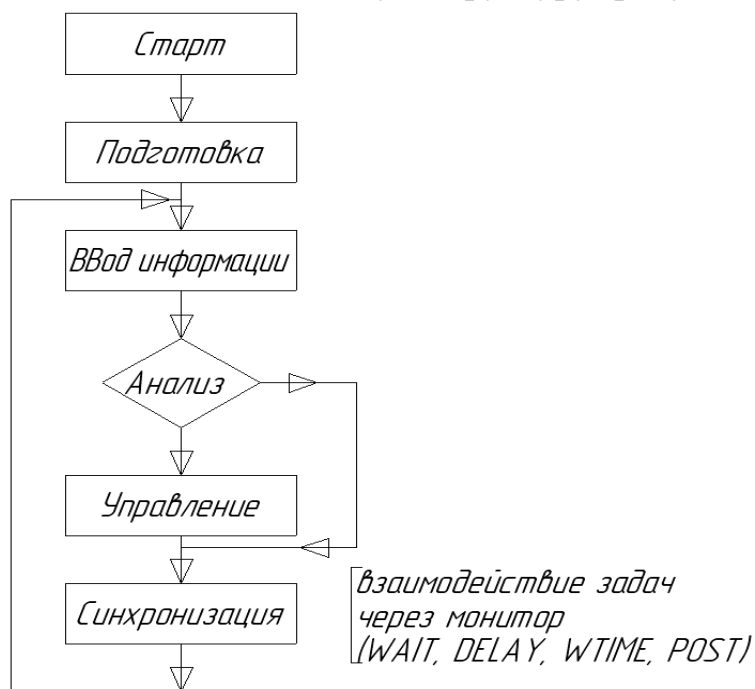 Старт
Подготовка
ВВод информации
Анализ
Управление
Синхронизация
взаимодействие задач
через монитор
(WAIT, DELAY, WTIME, POST)